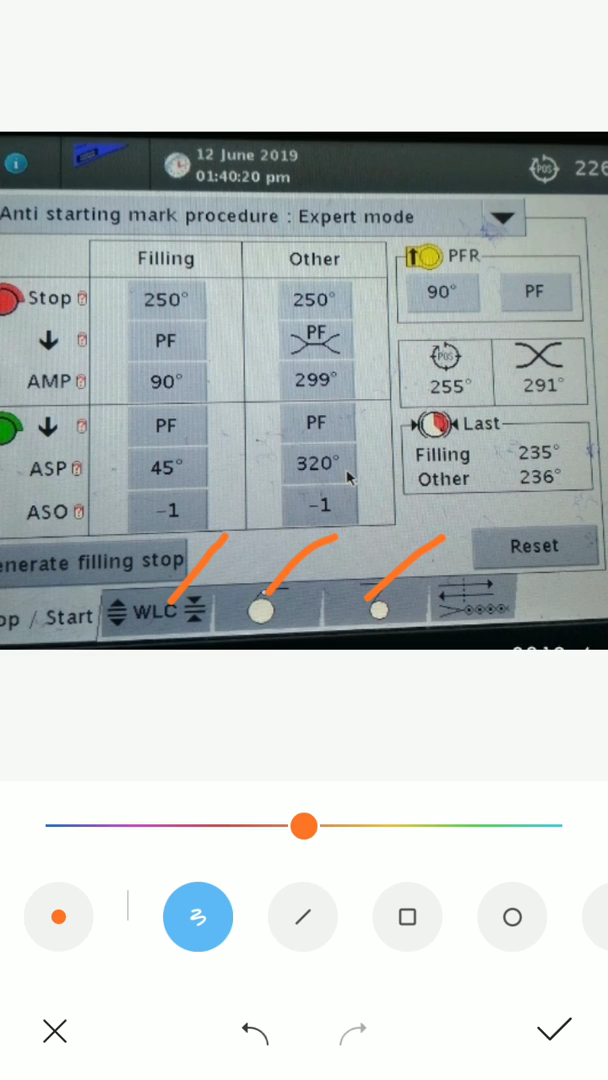 12 June 2019
01:40:20 pm
POS 226
Anti starting mark procedure : Expert mode
Filling Other
PFR
90° PF
Stop ? 250° 250°
? PF PF
AMP ? 90° 299°
POS
255° 291°
? PF PF
Last
Filling 235°
Other 236°
ASP ? 45° 320°
ASO ? -1 -1
enerate filling stop
Reset
op / Start WLC